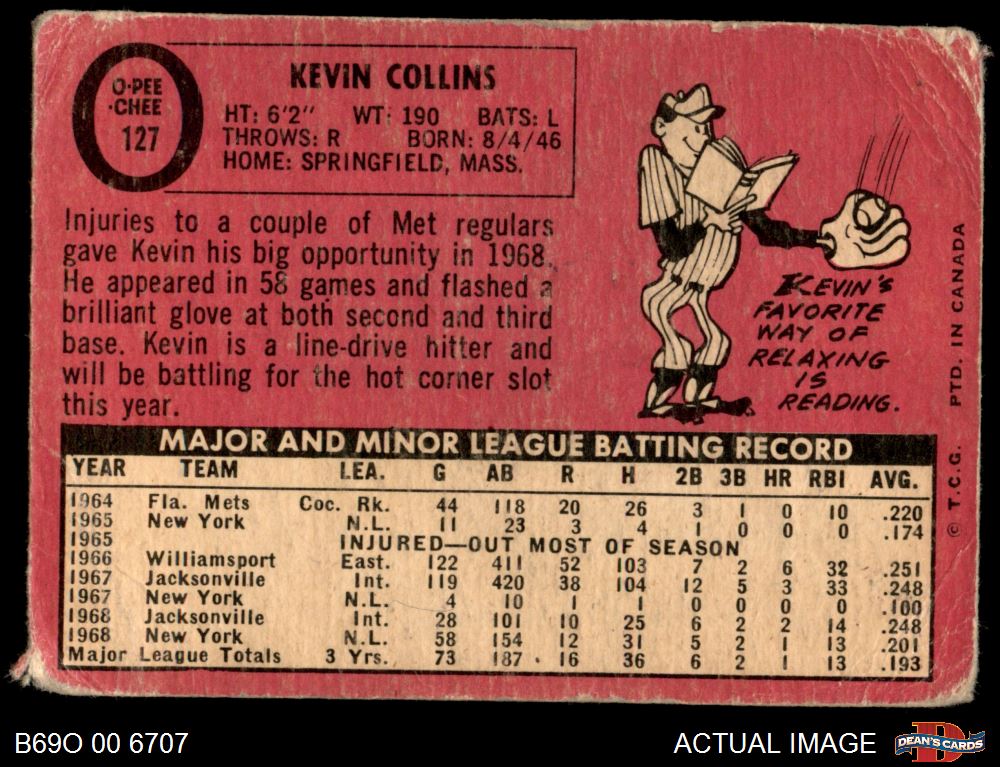 O-PEE
-CHEE
127
KEVIN COLLINS
HT: 6'2" WT: 190 BATS: L
THROWS: R BORN: 8/4/46
HOME: SPRINGFIELD, MASS.
Injuries to a couple of Met regulars
gave Kevin his big opportunity in 1968.
He appeared in 58 games and flashed a
brilliant glove at both second and third
base. Kevin is a line-drive hitter and
will be battling for the hot corner slot
this year.
KEVIN'S
FAVORITE
WAY OF
RELAXING
IS
READING.
© T.C.G. PTD. IN CANADA
MAJOR AND MINOR LEAGUE BATTING RECORD
YEAR TEAM LEA. G AB R H 2B 3B HR RBI AVG.
1964 Fla. Mets Coc. Rk. 44 118 20 26 3 1 0 10 .220
1965 New York N.L. 11 23 3 4 1 0 0 0 .174
1965 INJURED—OUT MOST OF SEASON
1966 Williamsport East. 122 411 52 103 7 2 6 32 .251
1967 Jacksonville Int. 119 420 38 104 12 5 3 33 .248
1967 New York N.L. 4 10 1 1 0 0 0 0 .100
1968 Jacksonville Int. 28 101 10 25 6 2 2 14 .248
1968 New York N.L. 58 154 12 31 5 2 1 13 .201
Major League Totals 3 Yrs. 73 187 16 36 6 2 1 13 .193
B69O 00 6707
ACTUAL IMAGE
DEAN'S CARDS